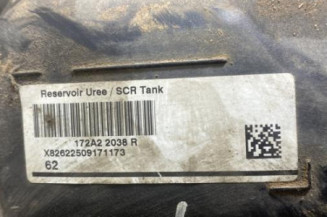 Reservoir Uree / SCR Tank
172A2 2038 R
X82622509171173
62